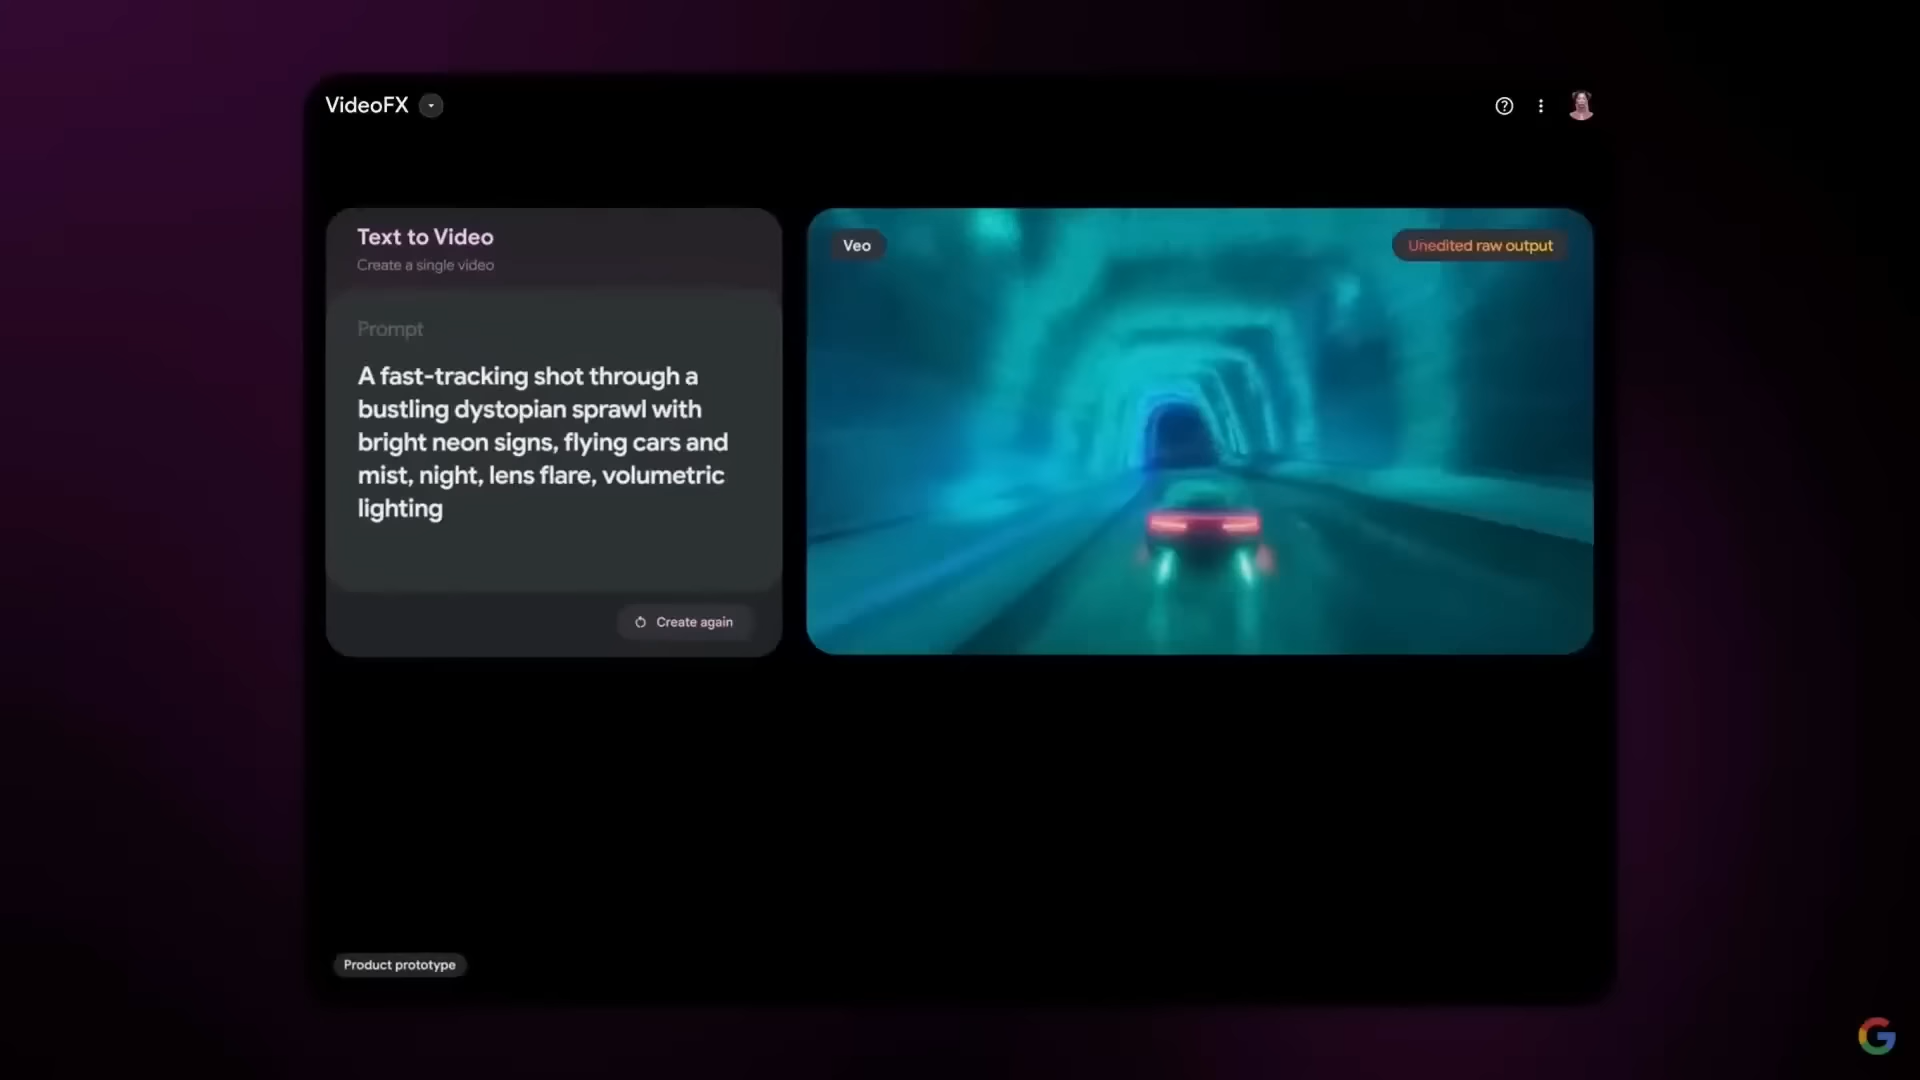 VideoFX
Text to Video
Create a single video
Prompt
A fast-tracking shot through a
bustling dystopian sprawl with
bright neon signs, flying cars and
mist, night, lens flare, volumetric
lighting
Create again
Veo
Unedited raw output
Product prototype